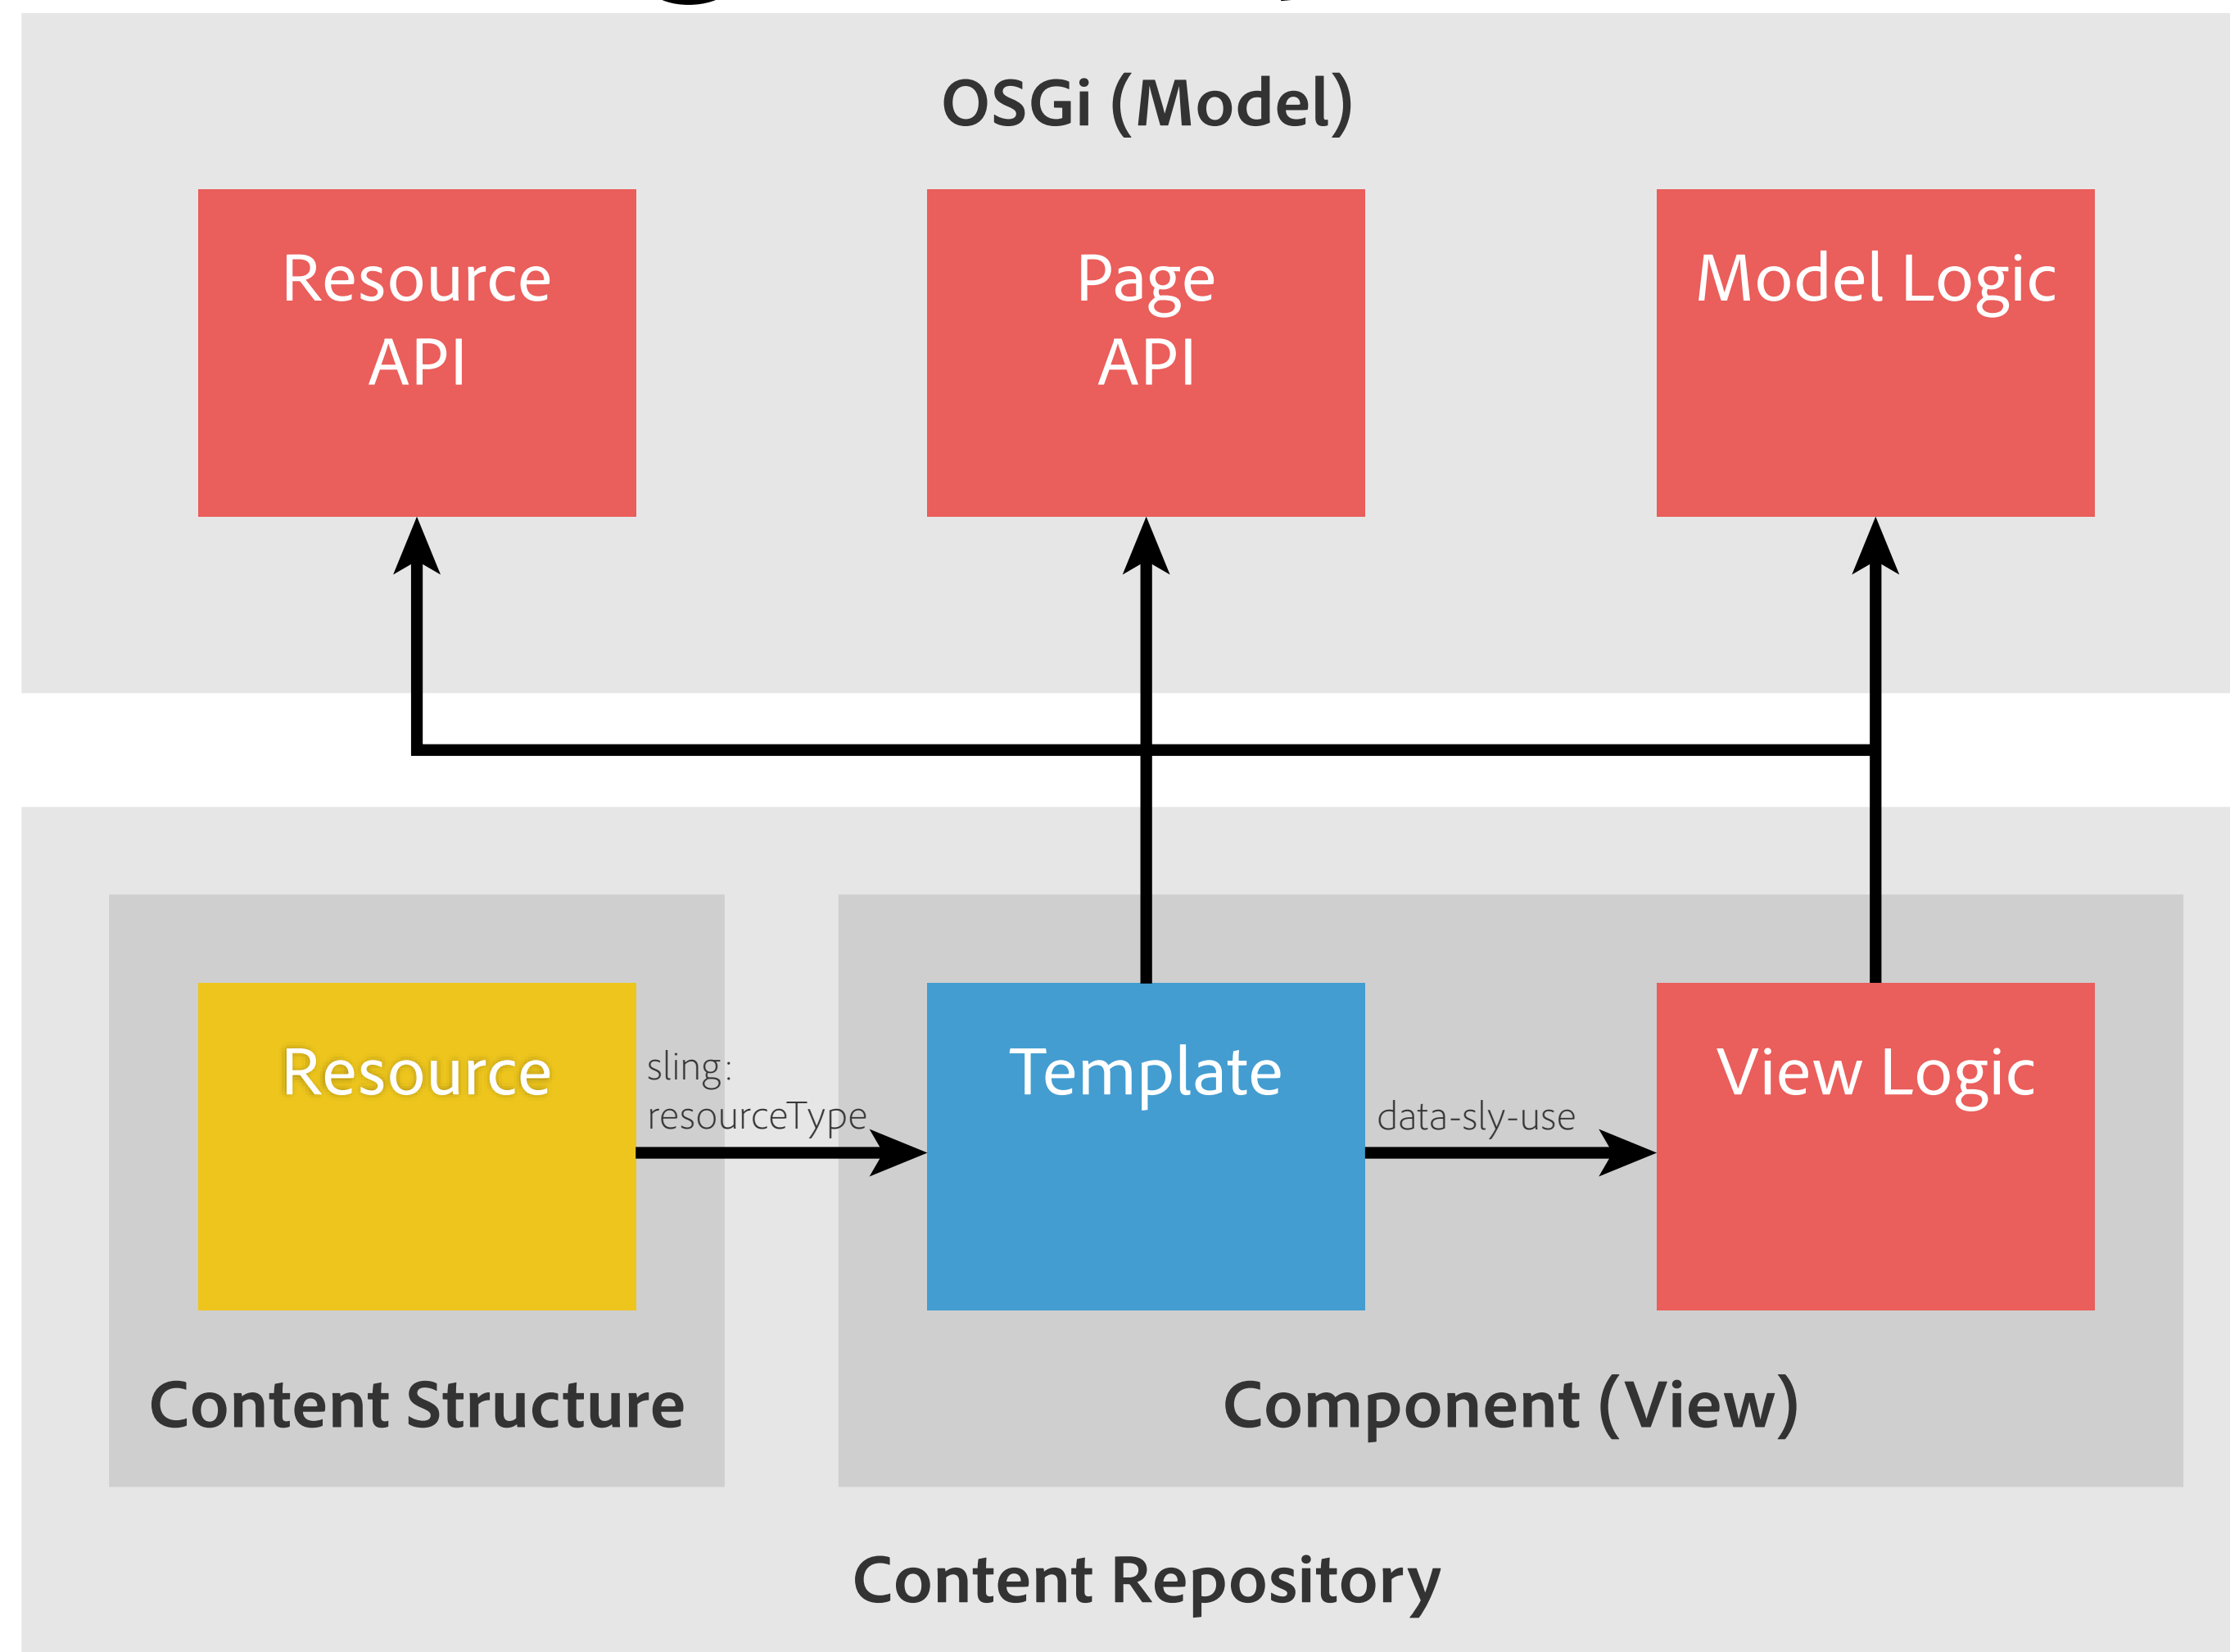 OSGi (Model)
Resource
API
Page
API
Model Logic
Resource
sling:
resourceType
Template
data-sly-use
View Logic
Content Structure
Component (View)
Content Repository